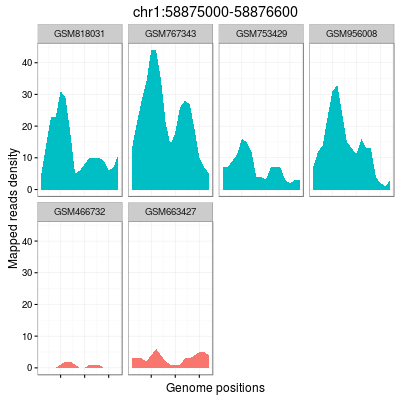 chr1:58875000-58876600
GSM818031 GSM767343 GSM753429 GSM956008
40
30
20
10
0
GSM466732 GSM663427
40
30
20
10
0
Mapped reads density
Genome positions